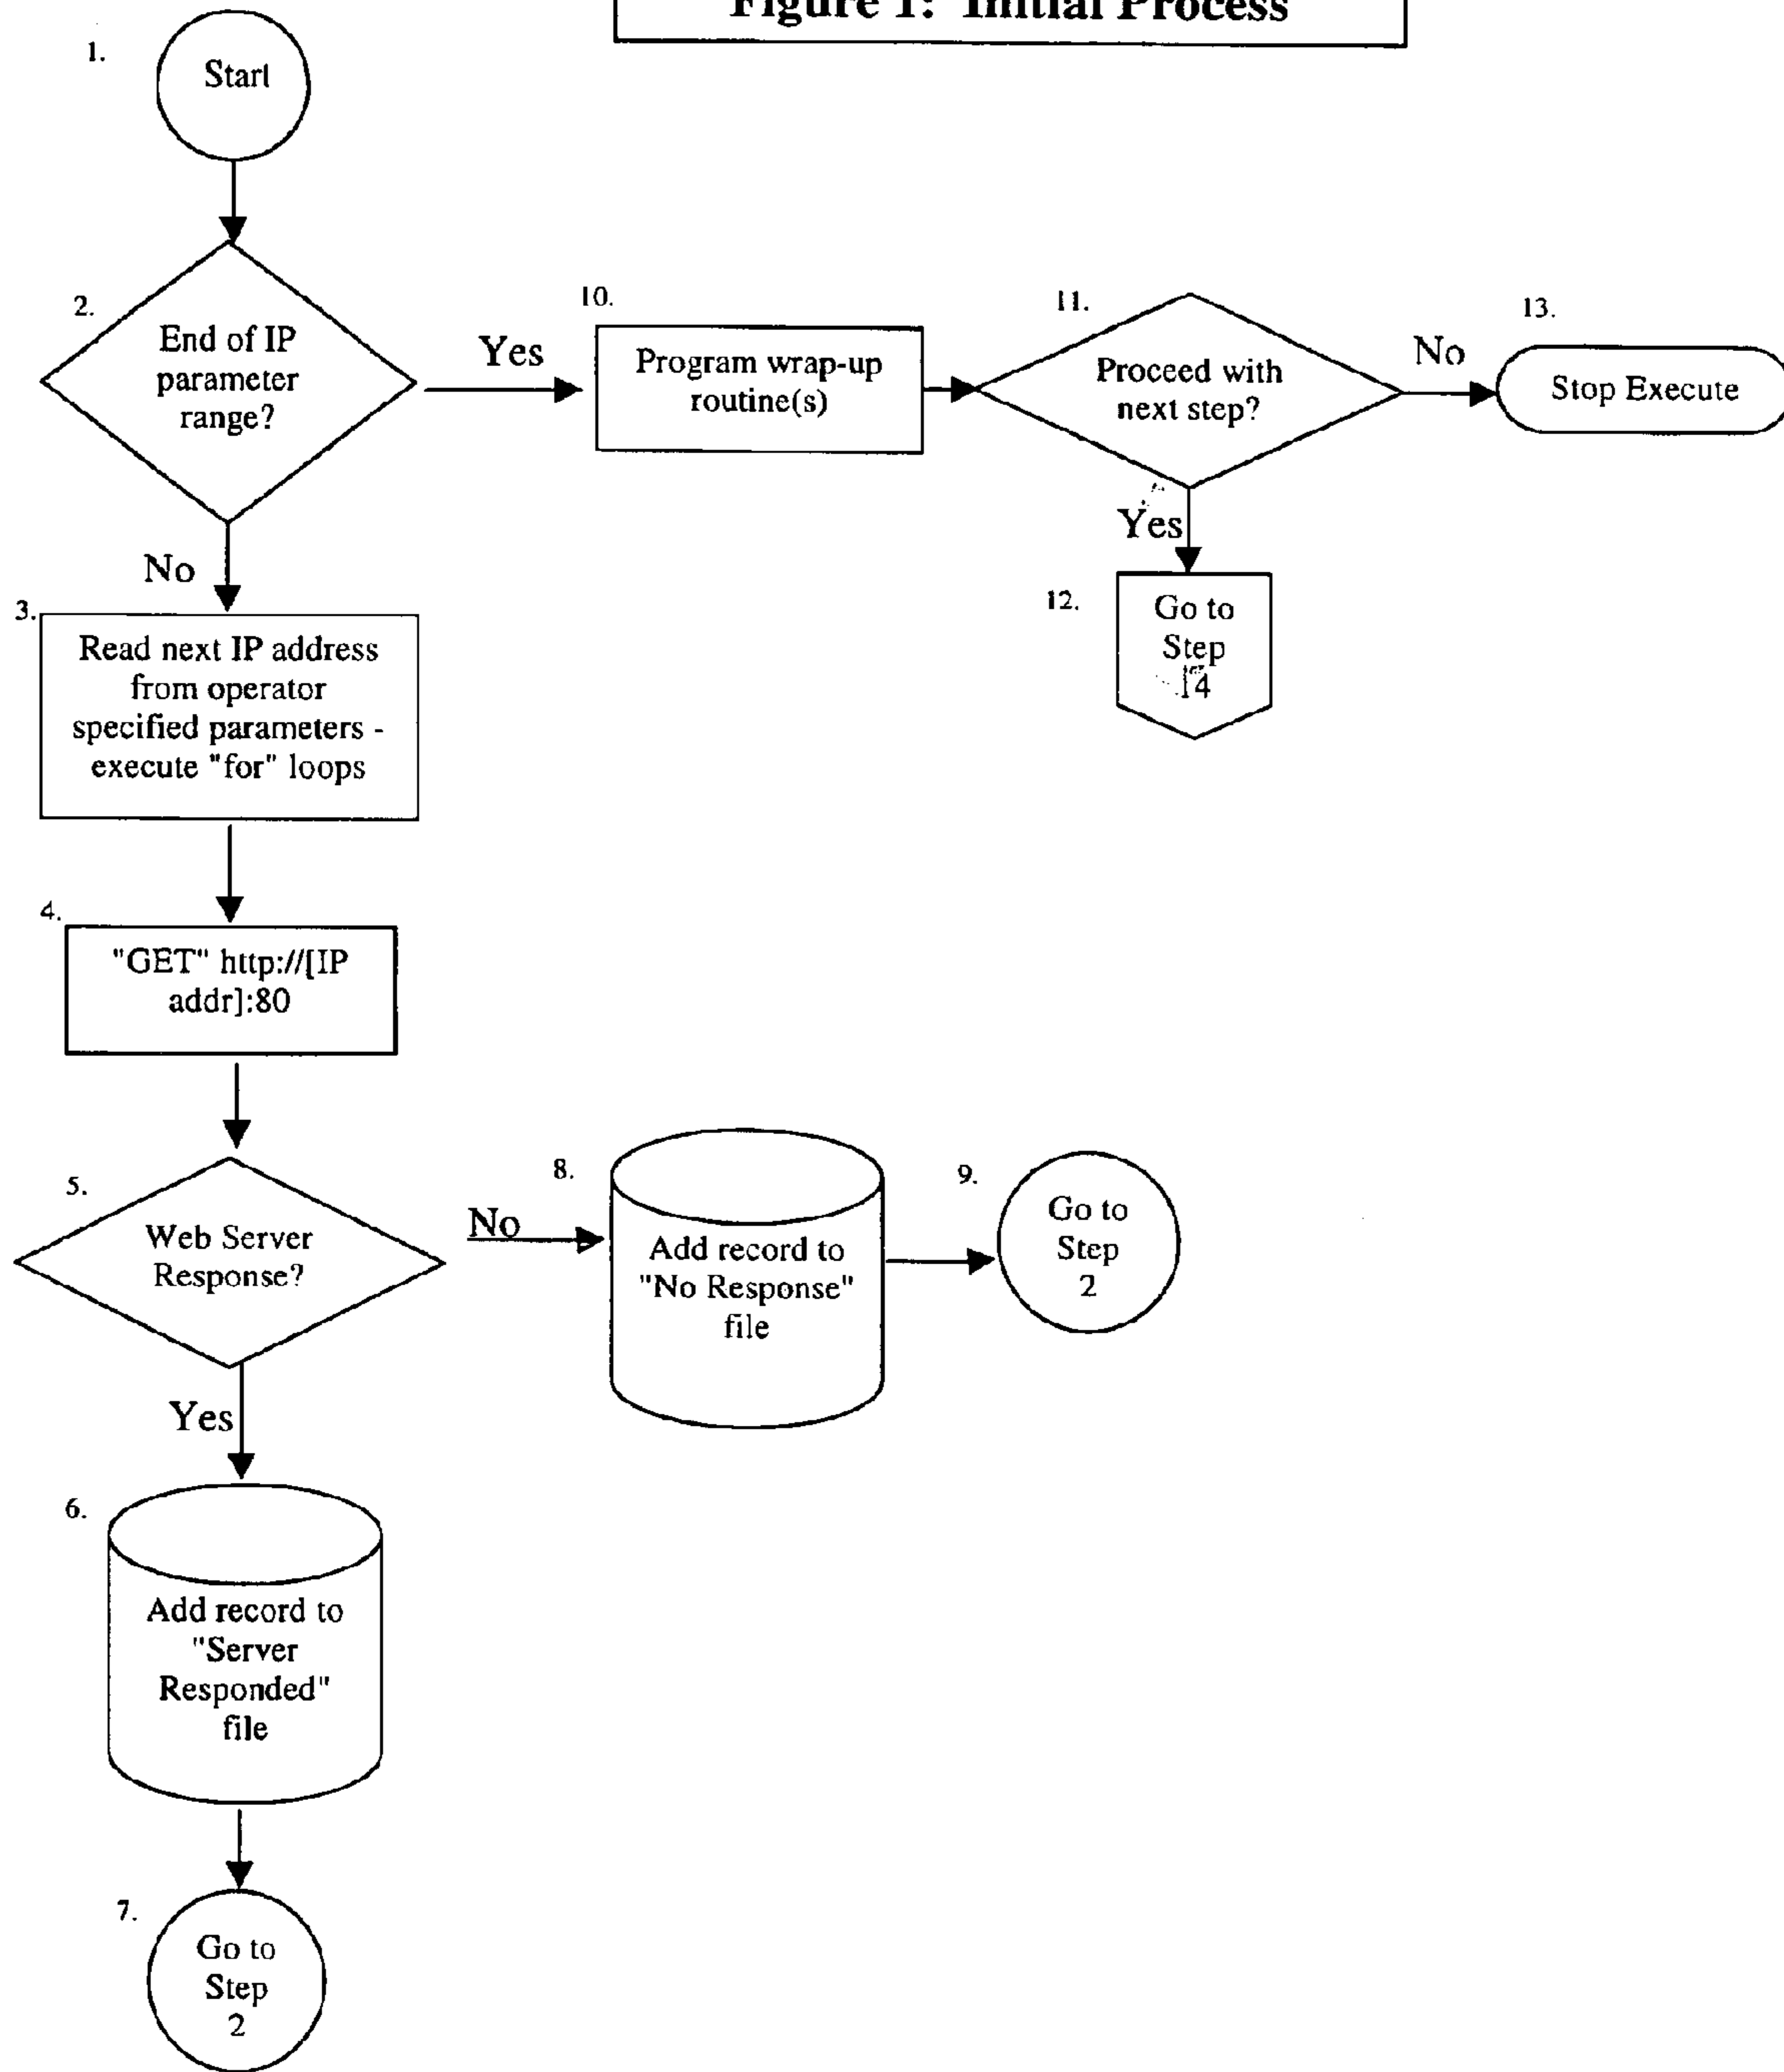 Figure 1: Initial Process
1.
Start
2.
End of IP
parameter
range?
Yes
10.
Program wrap-up
routine(s)
11.
Proceed with
next step?
No
13.
Stop Execute
Yes
12.
Go to
Step
14
No
3.
Read next IP address
from operator
specified parameters -
execute "for" loops
4.
"GET" http://[IP
addr]:80
5.
Web Server
Response?
No
8.
Add record to
"No Response"
file
9.
Go to
Step
2
Yes
6.
Add record to
"Server
Responded"
file
7.
Go to
Step
2